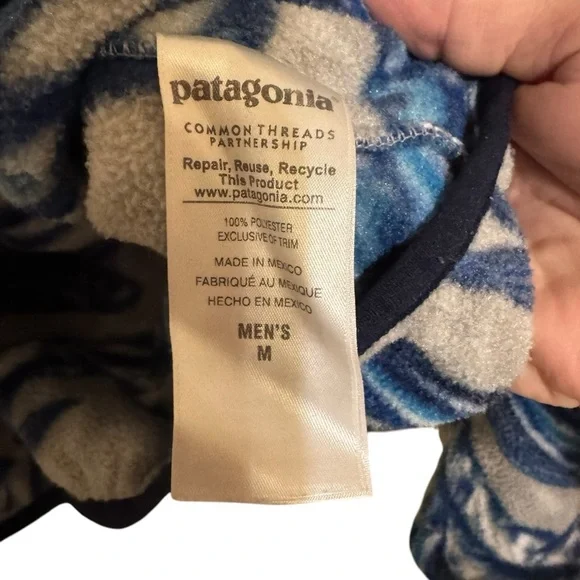 patagonia®
COMMON THREADS
PARTNERSHIP
Repair, Reuse, Recycle
This Product
www.patagonia.com
100% POLYESTER
EXCLUSIVE OF TRIM
MADE IN MEXICO
FABRIQUÉ AU MEXIQUE
HECHO EN MEXICO
MEN'S
M